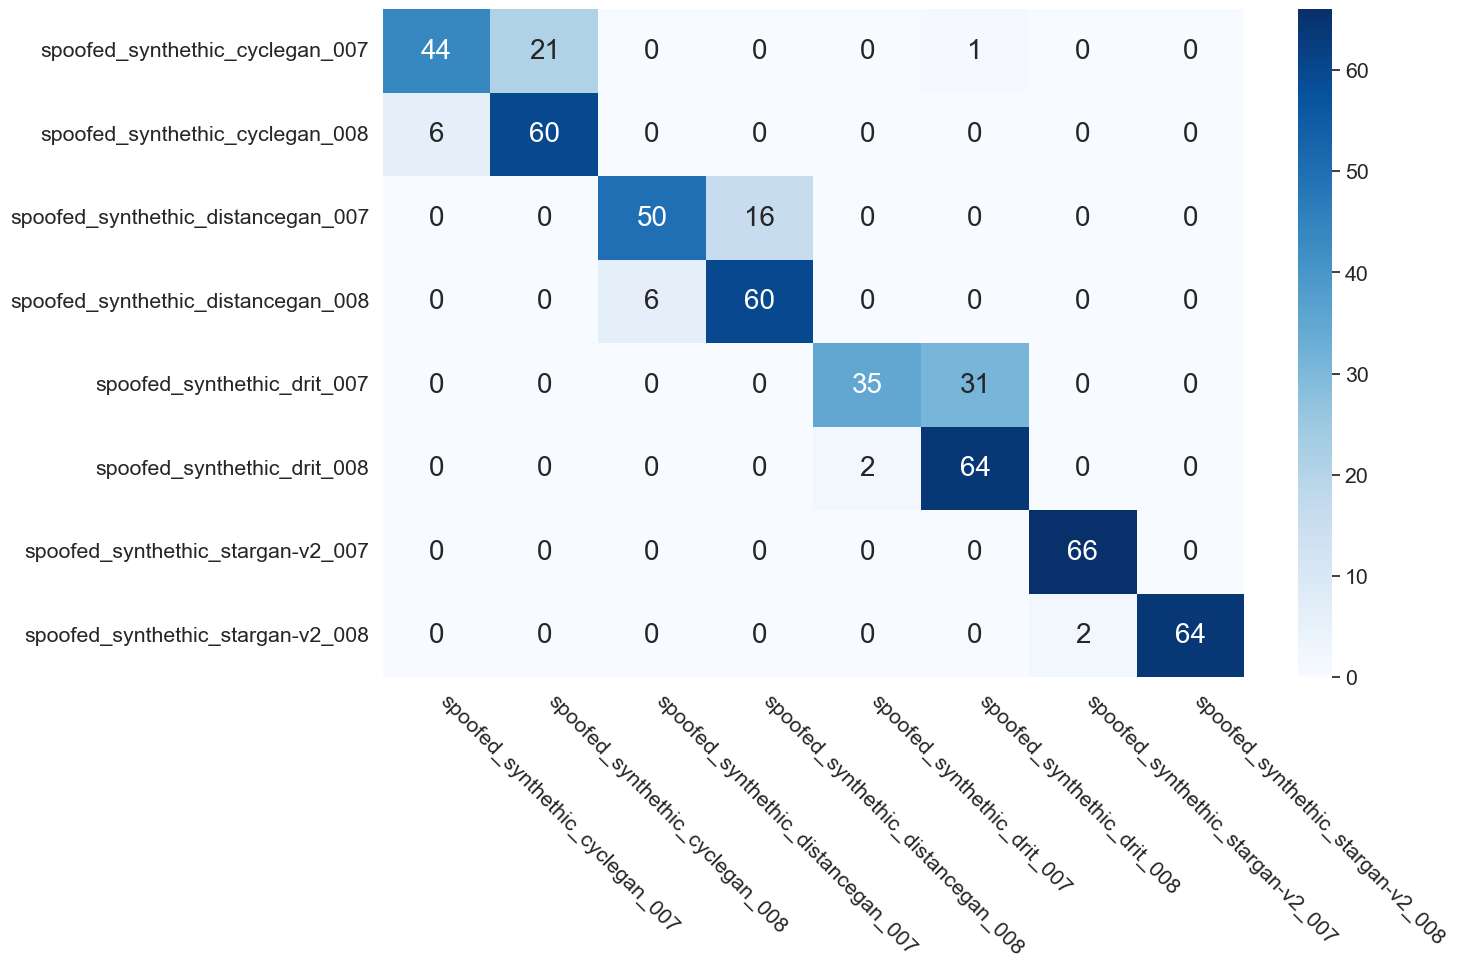 spoofed_synthethic_cyclegan_007 44 21 0 0 0 1 0 0
spoofed_synthethic_cyclegan_008 6 60 0 0 0 0 0 0
spoofed_synthethic_distancegan_007 0 0 50 16 0 0 0 0
spoofed_synthethic_distancegan_008 0 0 6 60 0 0 0 0
spoofed_synthethic_drit_007 0 0 0 0 35 31 0 0
spoofed_synthethic_drit_008 0 0 0 0 2 64 0 0
spoofed_synthethic_stargan-v2_007 0 0 0 0 0 0 66 0
spoofed_synthethic_stargan-v2_008 0 0 0 0 0 0 2 64
spoofed_synthethic_cyclegan_007
spoofed_synthethic_cyclegan_008
spoofed_synthethic_distancegan_007
spoofed_synthethic_distancegan_008
spoofed_synthethic_drit_007
spoofed_synthethic_drit_008
spoofed_synthethic_stargan-v2_007
spoofed_synthethic_stargan-v2_008
60
50
40
30
20
10
0